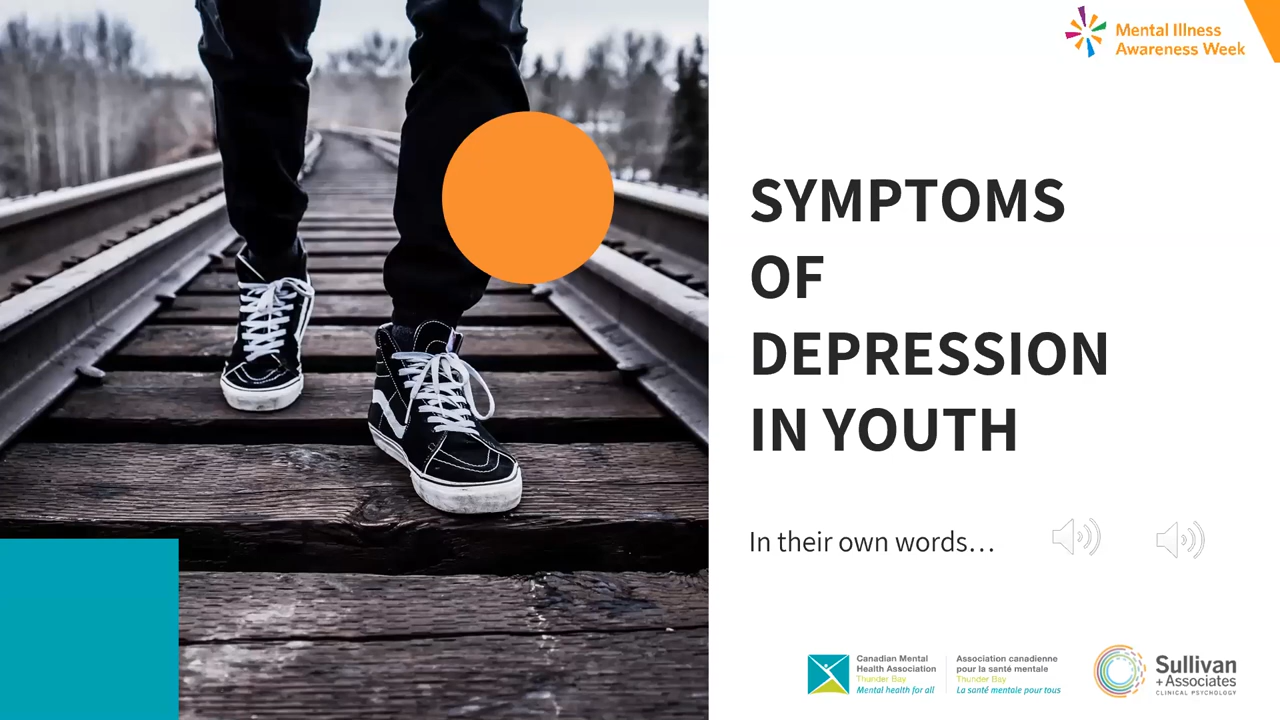 Mental Illness
Awareness Week
SYMPTOMS
OF
DEPRESSION
IN YOUTH
In their own words…
Canadian Mental
Health Association
Thunder Bay
Mental health for all
Association canadienne
pour la santé mentale
Thunder Bay
La santé mentale pour tous
Sullivan
+Associates
CLINICAL PSYCHOLOGY